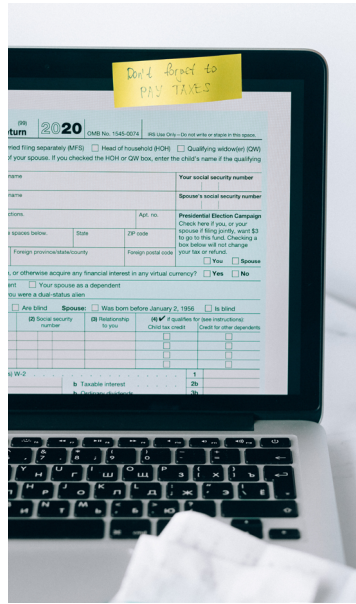 Don't forget to
PAY TAXES
(99)
turn 2020 OMB No. 1545-0074 IRS Use Only—Do not write or staple in this space.
rried filing separately (MFS) Head of household (HOH) Qualifying widow(er) (QW)
of your spouse. If you checked the HOH or QW box, enter the child's name if the qualifying
name Your social security number
name Spouse's social security number
ctions. Apt. no. Presidential Election Campaign
Check here if you, or your
spouse if filing jointly, want $3
to go to this fund. Checking a
box below will not change
your tax or refund.
You Spouse
spaces below. State ZIP code
Foreign province/state/county Foreign postal code
, or otherwise acquire any financial interest in any virtual currency? Yes No
ent Your spouse as a dependent
you were a dual-status alien
Are blind Spouse: Was born before January 2, 1956 Is blind
(2) Social security
number
(3) Relationship
to you
(4) ✔ if qualifies for (see instructions):
Child tax credit Credit for other dependents
s) W-2 1
b Taxable interest 2b
b Ordinary dividends 3b